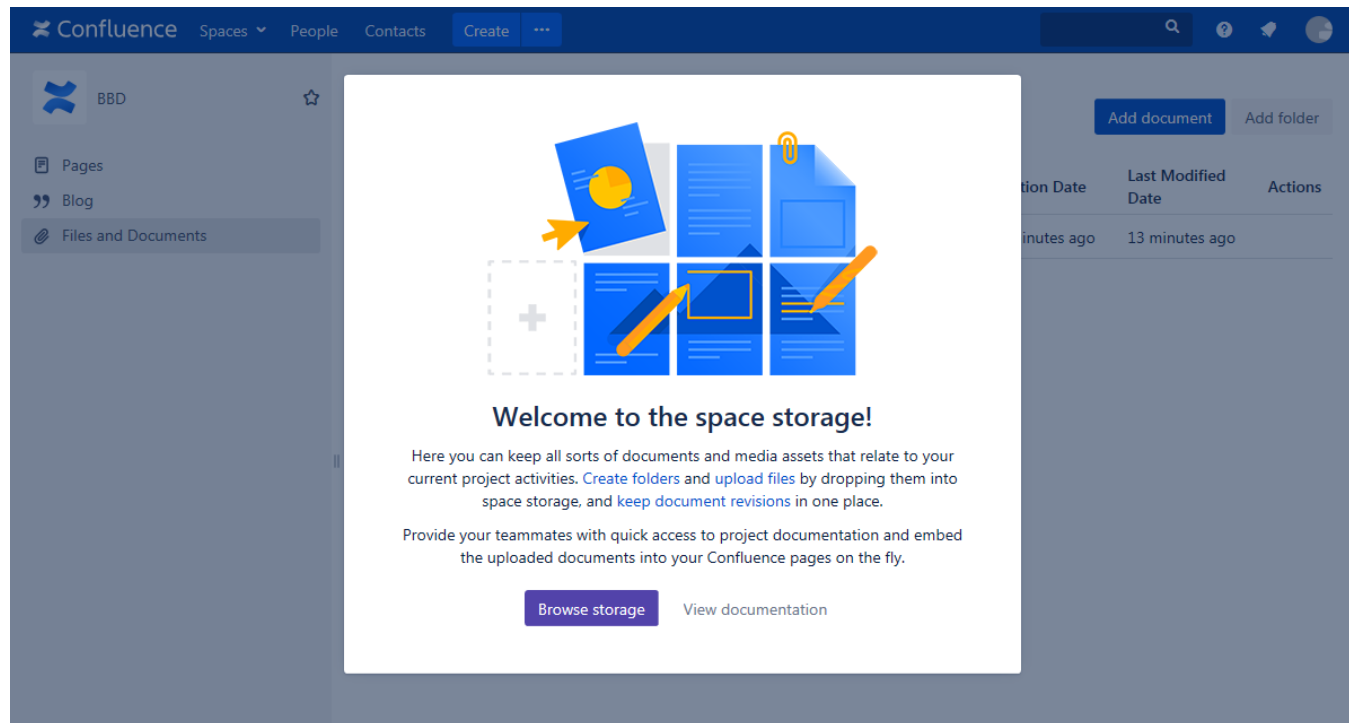 Confluence Spaces People Contacts Create ···
BBD
Pages
Blog
Files and Documents
Add document Add folder
tion Date Last Modified Date Actions
inutes ago 13 minutes ago
Welcome to the space storage!
Here you can keep all sorts of documents and media assets that relate to your
current project activities. Create folders and upload files by dropping them into
space storage, and keep document revisions in one place.
Provide your teammates with quick access to project documentation and embed
the uploaded documents into your Confluence pages on the fly.
Browse storage View documentation